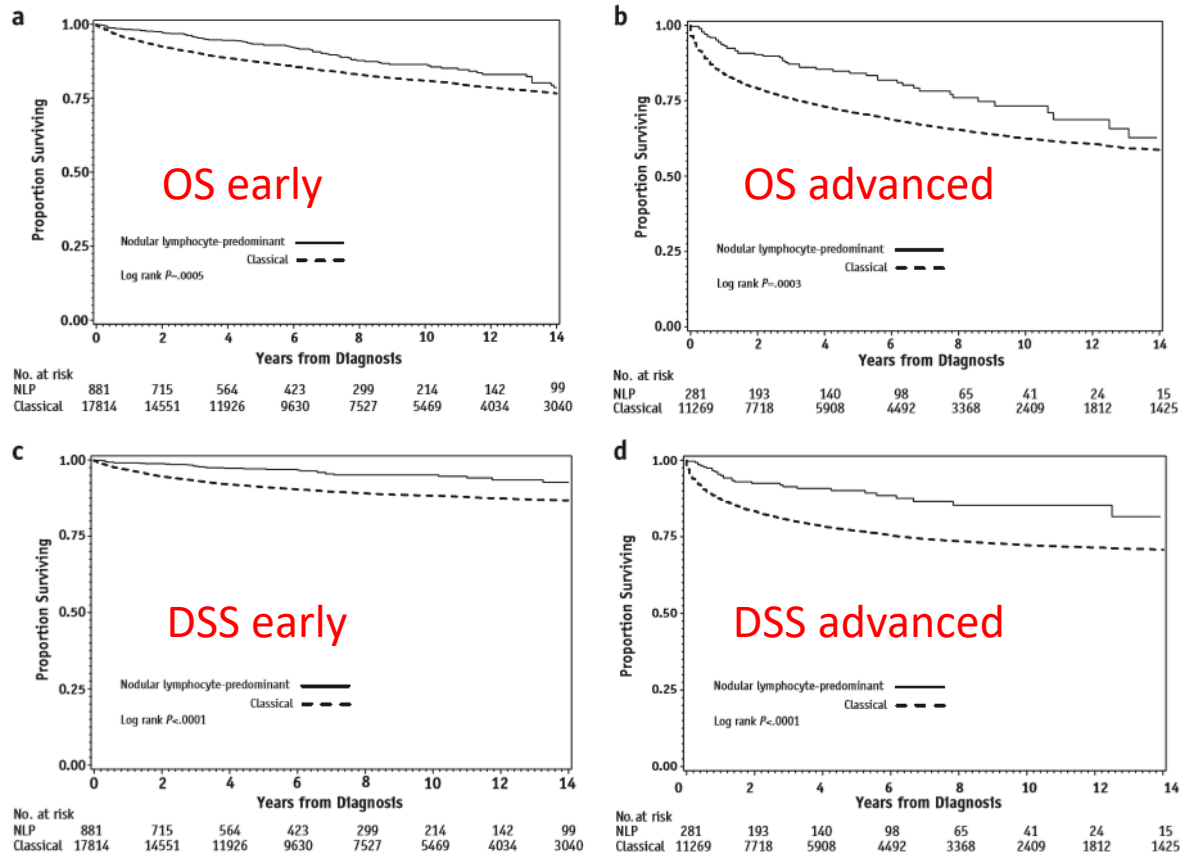 a
1.00
0.75
0.50
0.25
0.00
Proportion Surviving
OS early
Nodular lymphocyte-predominant
Classical
Log rank P=.0005
0 2 4 6 8 10 12 14
Years from Diagnosis
No. at risk
NLP 881 715 564 423 299 214 142 99
Classical 17814 14551 11926 9630 7527 5469 4034 3040
b
1.00
0.75
0.50
0.25
0.00
Proportion Surviving
OS advanced
Nodular lymphocyte-predominant
Classical
Log rank P=.0003
0 2 4 6 8 10 12 14
Years from Diagnosis
No. at risk
NLP 281 193 140 98 65 41 24 15
Classical 11269 7718 5908 4492 3368 2409 1812 1425
c
1.00
0.75
0.50
0.25
0.00
Proportion Surviving
DSS early
Nodular lymphocyte-predominant
Classical
Log rank P<.0001
0 2 4 6 8 10 12 14
Years from Diagnosis
No. at risk
NLP 881 715 564 423 299 214 142 99
Classical 17814 14551 11926 9630 7527 5469 4034 3040
d
1.00
0.75
0.50
0.25
0.00
Proportion Surviving
DSS advanced
Nodular lymphocyte-predominant
Classical
Log rank P<.0001
0 2 4 6 8 10 12 14
Years from Diagnosis
No. at risk
NLP 281 193 140 98 65 41 24 15
Classical 11269 7718 5908 4492 3368 2409 1812 1425